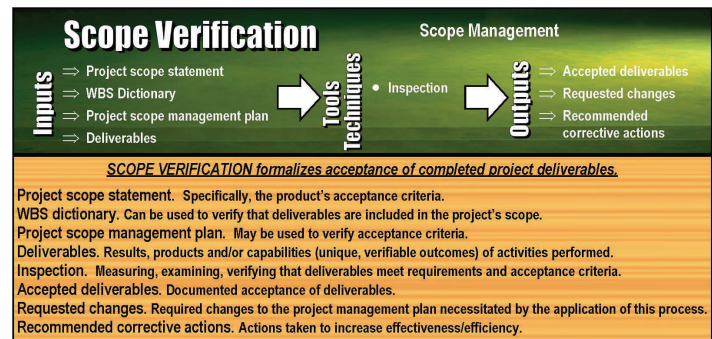 Scope Verification
Scope Management
Inputs
⇒ Project scope statement
⇒ WBS Dictionary
⇒ Project scope management plan
⇒ Deliverables
Tools
Techniques
• Inspection
Outputs
⇒ Accepted deliverables
⇒ Requested changes
⇒ Recommended
corrective actions
SCOPE VERIFICATION formalizes acceptance of completed project deliverables.
Project scope statement. Specifically, the product's acceptance criteria.
WBS dictionary. Can be used to verify that deliverables are included in the project's scope.
Project scope management plan. May be used to verify acceptance criteria.
Deliverables. Results, products and/or capabilities (unique, verifiable outcomes) of activities performed.
Inspection. Measuring, examining, verifying that deliverables meet requirements and acceptance criteria.
Accepted deliverables. Documented acceptance of deliverables.
Requested changes. Required changes to the project management plan necessitated by the application of this process.
Recommended corrective actions. Actions taken to increase effectiveness/efficiency.